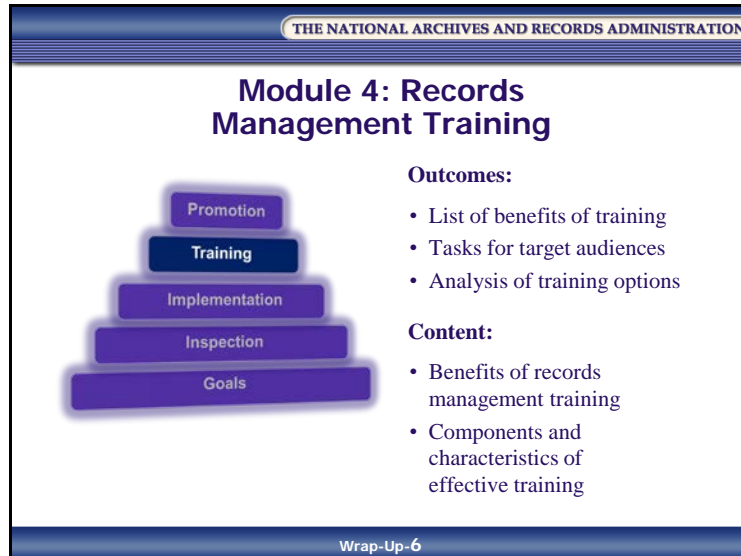 THE NATIONAL ARCHIVES AND RECORDS ADMINISTRATION
Module 4: Records
Management Training
Promotion
Training
Implementation
Inspection
Goals
Outcomes:
• List of benefits of training
• Tasks for target audiences
• Analysis of training options
Content:
• Benefits of records
management training
• Components and
characteristics of
effective training
Wrap-Up-6